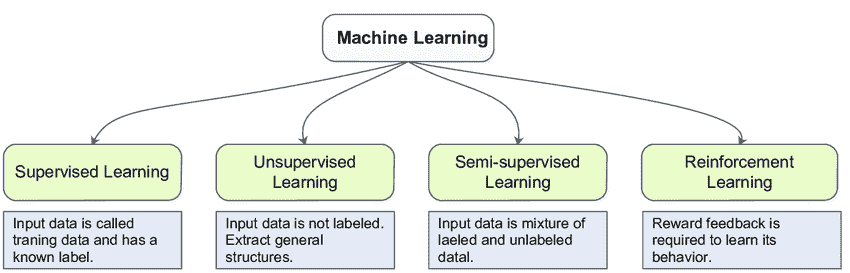 Machine Learning
Supervised Learning
Unsupervised
Learning
Semi-supervised
Learning
Reinforcement
Learning
Input data is called
traning data and has a
known label.
Input data is not labeled.
Extract general
structures.
Input data is mixture of
laeled and unlabeled
datal.
Reward feedback is
required to learn its
behavior.